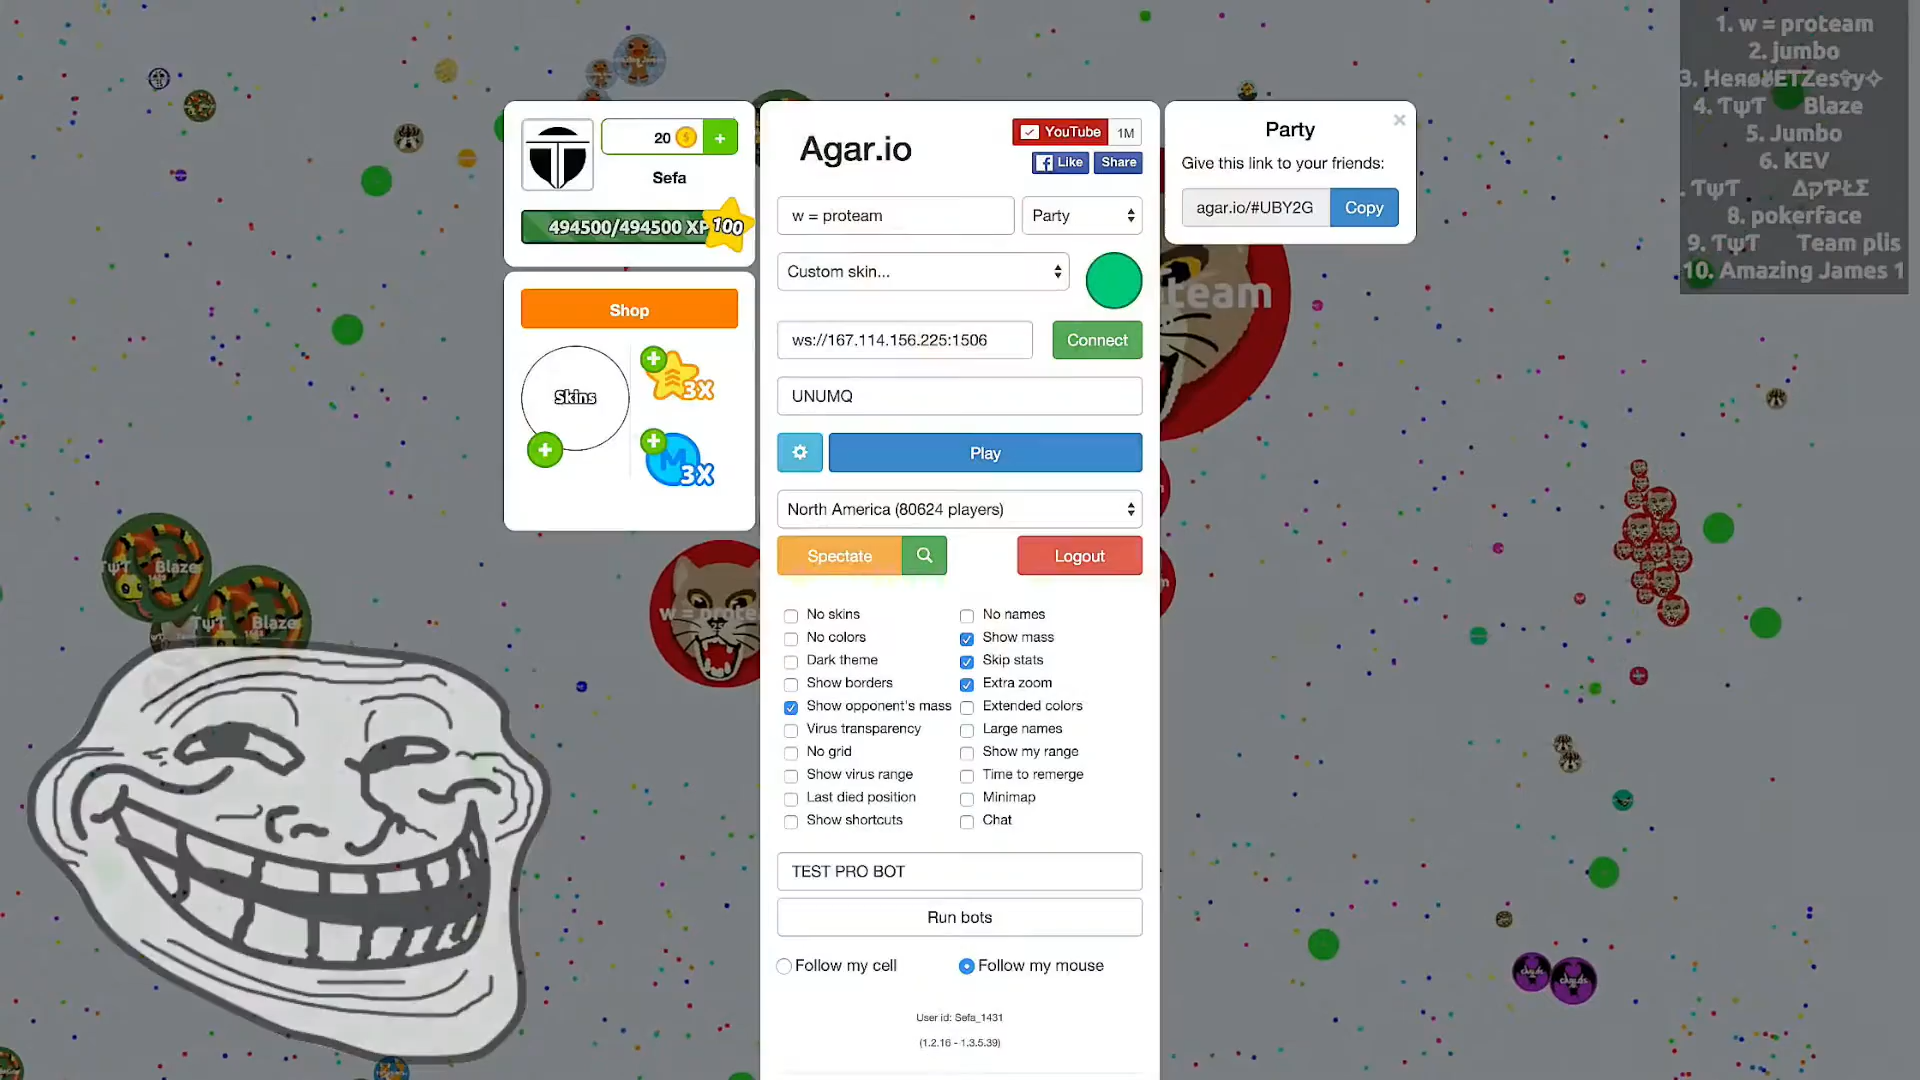 20
Sefa
494500/494500 XP
100
Shop
Skins
3X
M
3X
Agar.io
YouTube
1M
Like
Share
w = proteam
Party
Custom skin...
ws://167.114.156.225:1506
Connect
UNUMQ
Play
North America (80624 players)
Spectate
Logout
No skins
No names
No colors
Show mass
Dark theme
Skip stats
Show borders
Extra zoom
Show opponent's mass
Extended colors
Virus transparency
Large names
No grid
Show my range
Show virus range
Time to remerge
Last died position
Minimap
Show shortcuts
Chat
TEST PRO BOT
Run bots
Follow my cell
Follow my mouse
User id: Sefa_1431
(1.2.16 - 1.3.5.39)
Party
Give this link to your friends:
agar.io/#UBY2G
Copy
1. w = proteam
2. jumbo
4. TψT Blaze
5. Jumbo
6. KEV
8. pokerface
9. TψT Team plis
10. Amazing James 1
TψT Blaze
TψT Blaze
w = prote
team